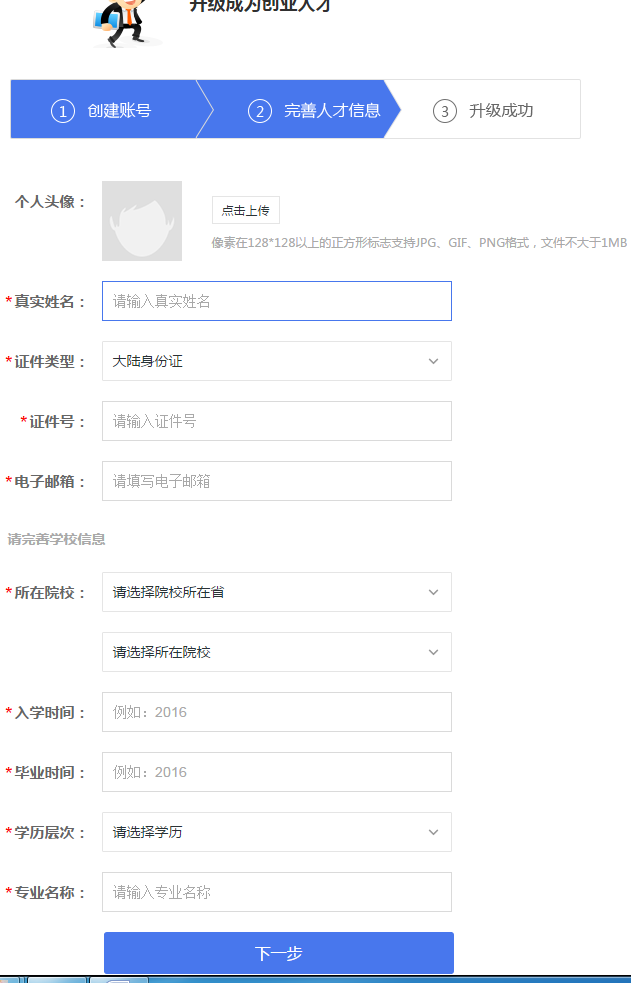 升级成为创业人才
1 创建账号 2 完善人才信息 3 升级成功
个人头像：
点击上传
像素在128*128以上的正方形标志支持JPG、GIF、PNG格式，文件不大于1MB
*真实姓名： 请输入真实姓名
*证件类型： 大陆身份证
*证件号： 请输入证件号
*电子邮箱： 请填写电子邮箱
请完善学校信息
*所在院校： 请选择院校所在省
请选择所在院校
*入学时间： 例如：2016
*毕业时间： 例如：2016
*学历层次： 请选择学历
*专业名称： 请输入专业名称
下一步